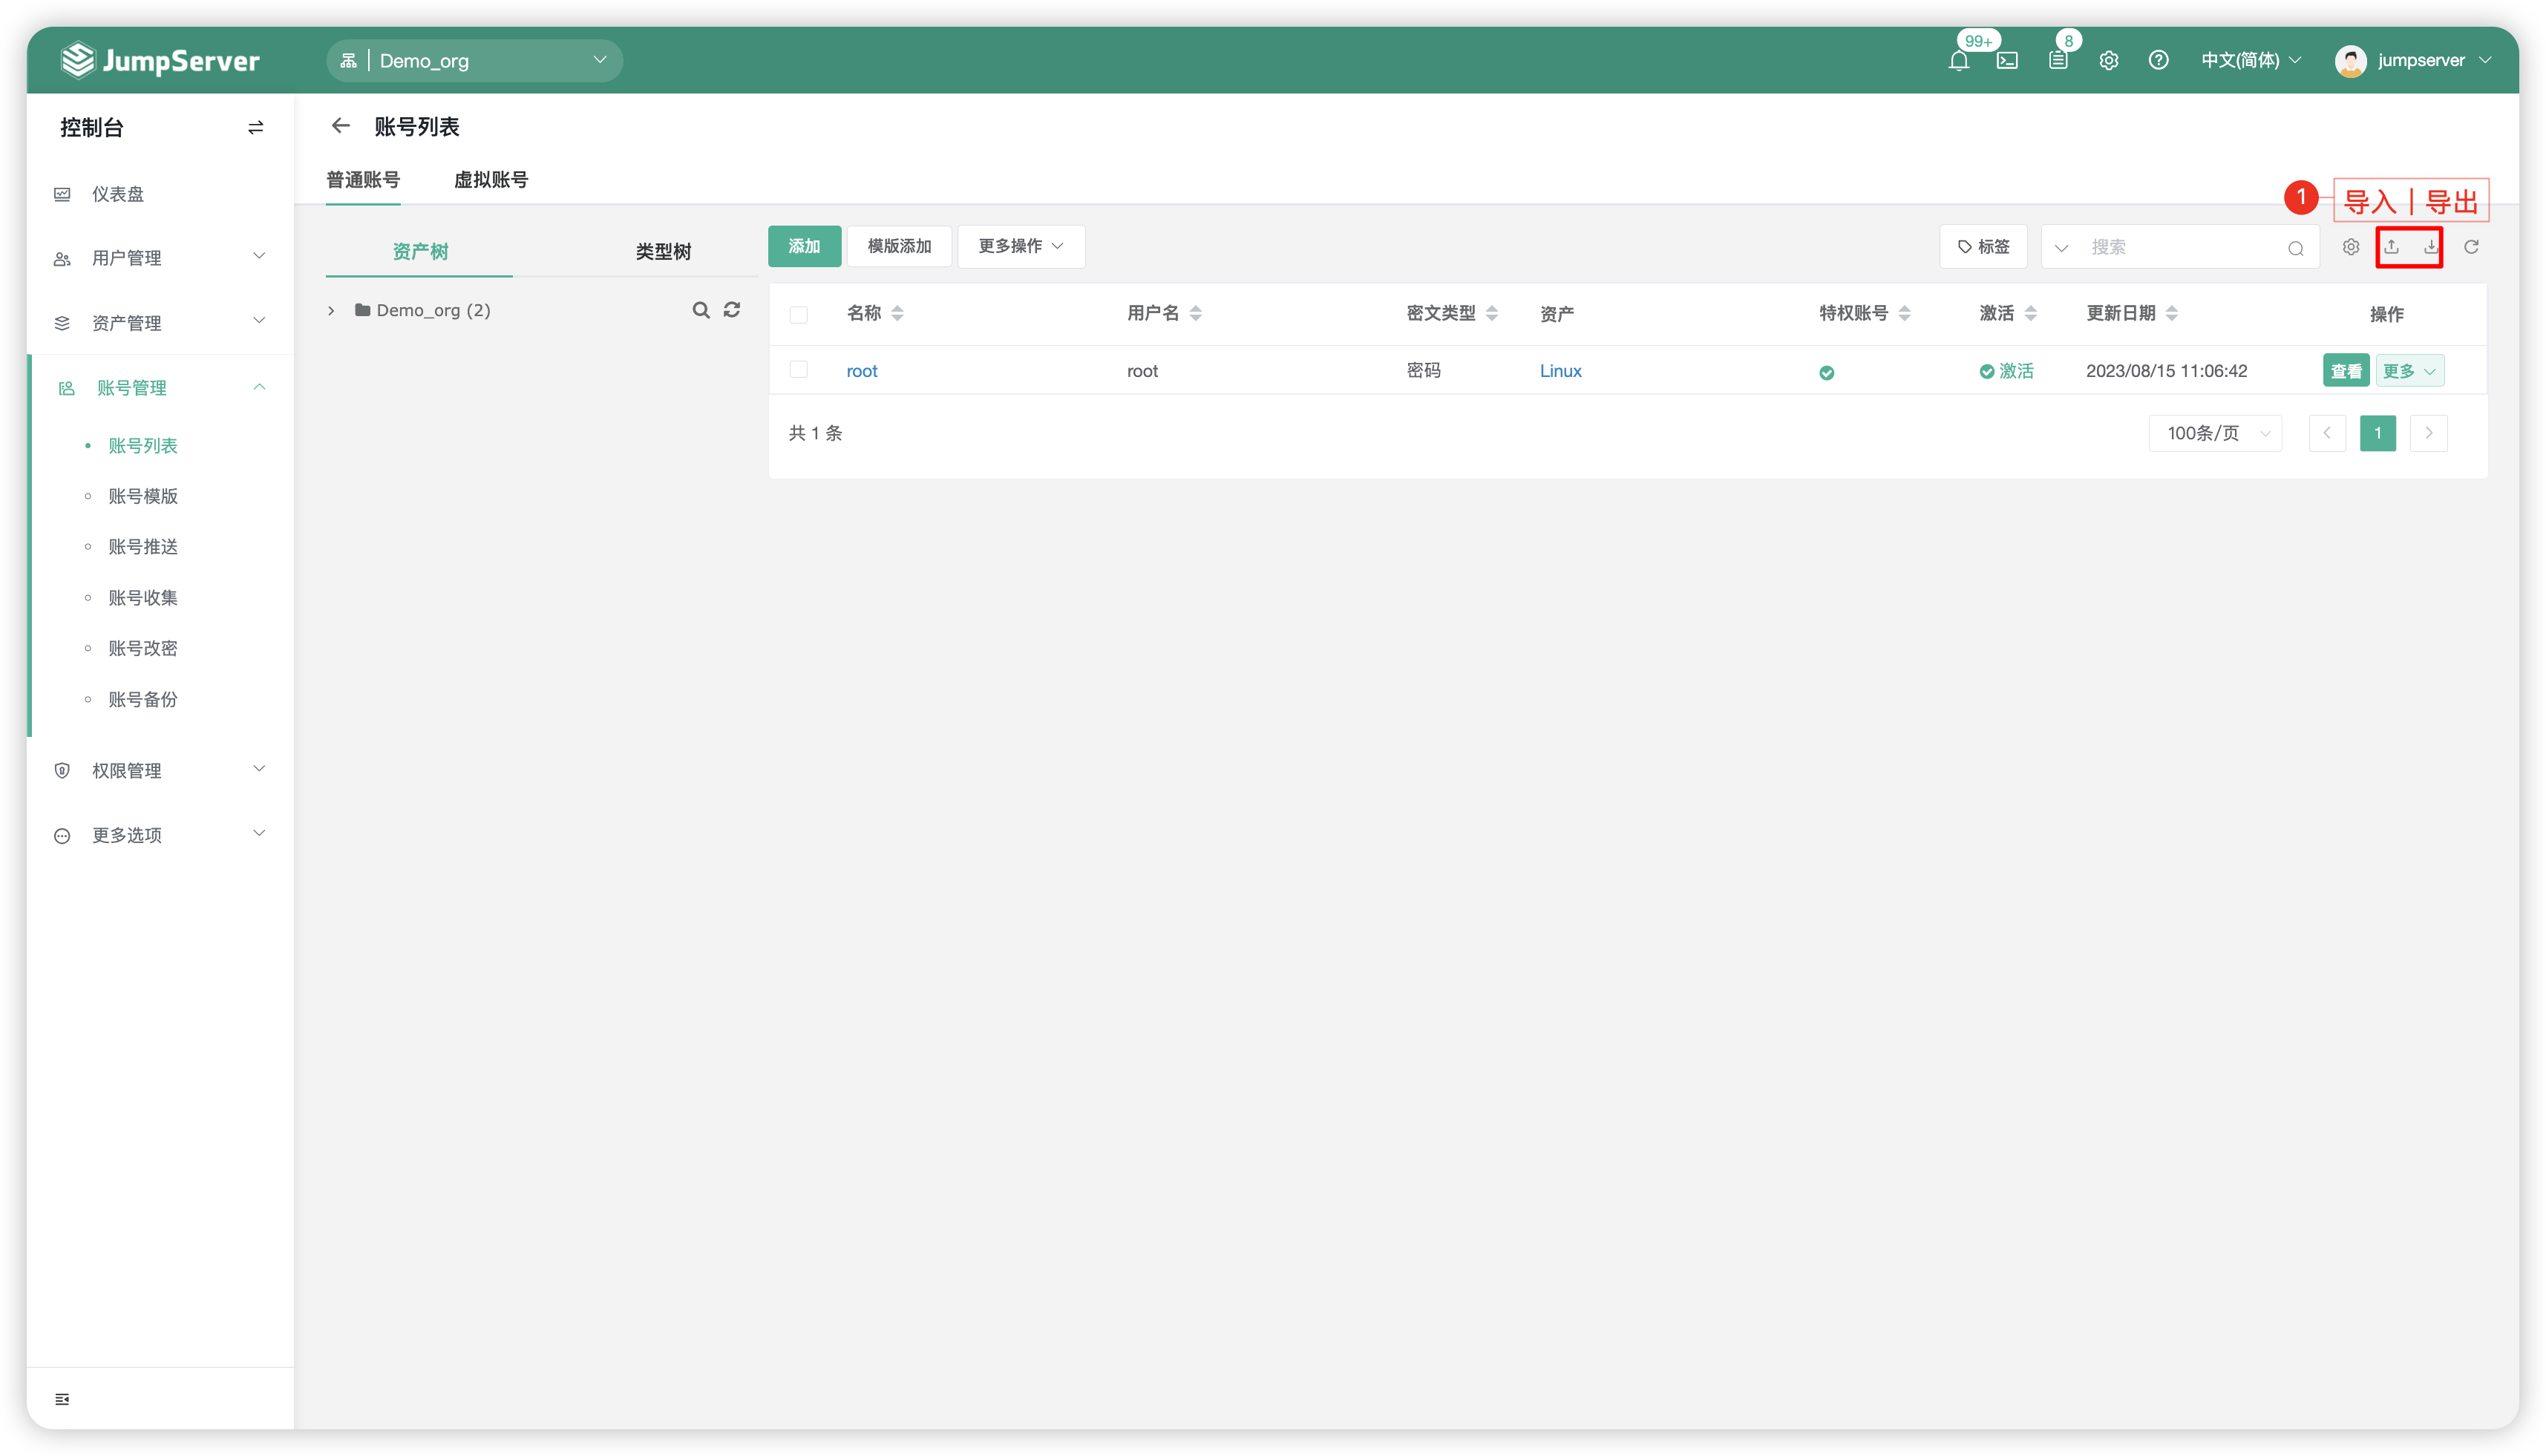 JumpServer
Demo_org
99+
8
中文(简体)
jumpserver
控制台
账号列表
仪表盘
用户管理
资产管理
账号管理
账号列表
账号模版
账号推送
账号收集
账号改密
账号备份
权限管理
更多选项
普通账号 虚拟账号
1 导入 | 导出
资产树 类型树
Demo_org (2)
添加 模版添加 更多操作
标签 搜索
名称 用户名 密文类型 资产 特权账号 激活 更新日期 操作
root root 密码 Linux 激活 2023/08/15 11:06:42 查看 更多
共 1 条 100条/页 1